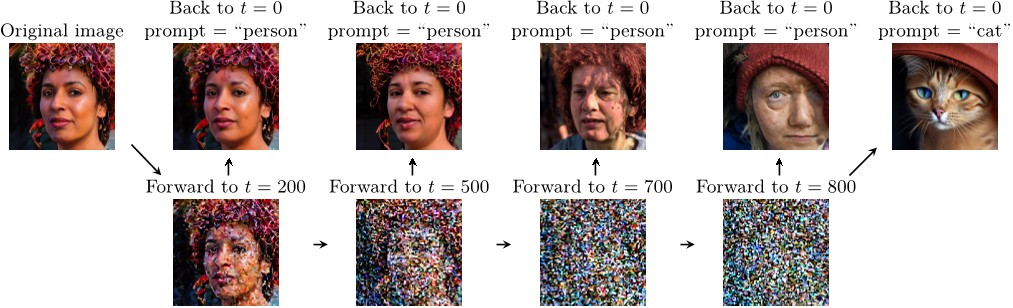 Original image
Back to t = 0
prompt = “person”
Back to t = 0
prompt = “person”
Back to t = 0
prompt = “person”
Back to t = 0
prompt = “person”
Back to t = 0
prompt = “cat”
Forward to t = 200
Forward to t = 500
Forward to t = 700
Forward to t = 800